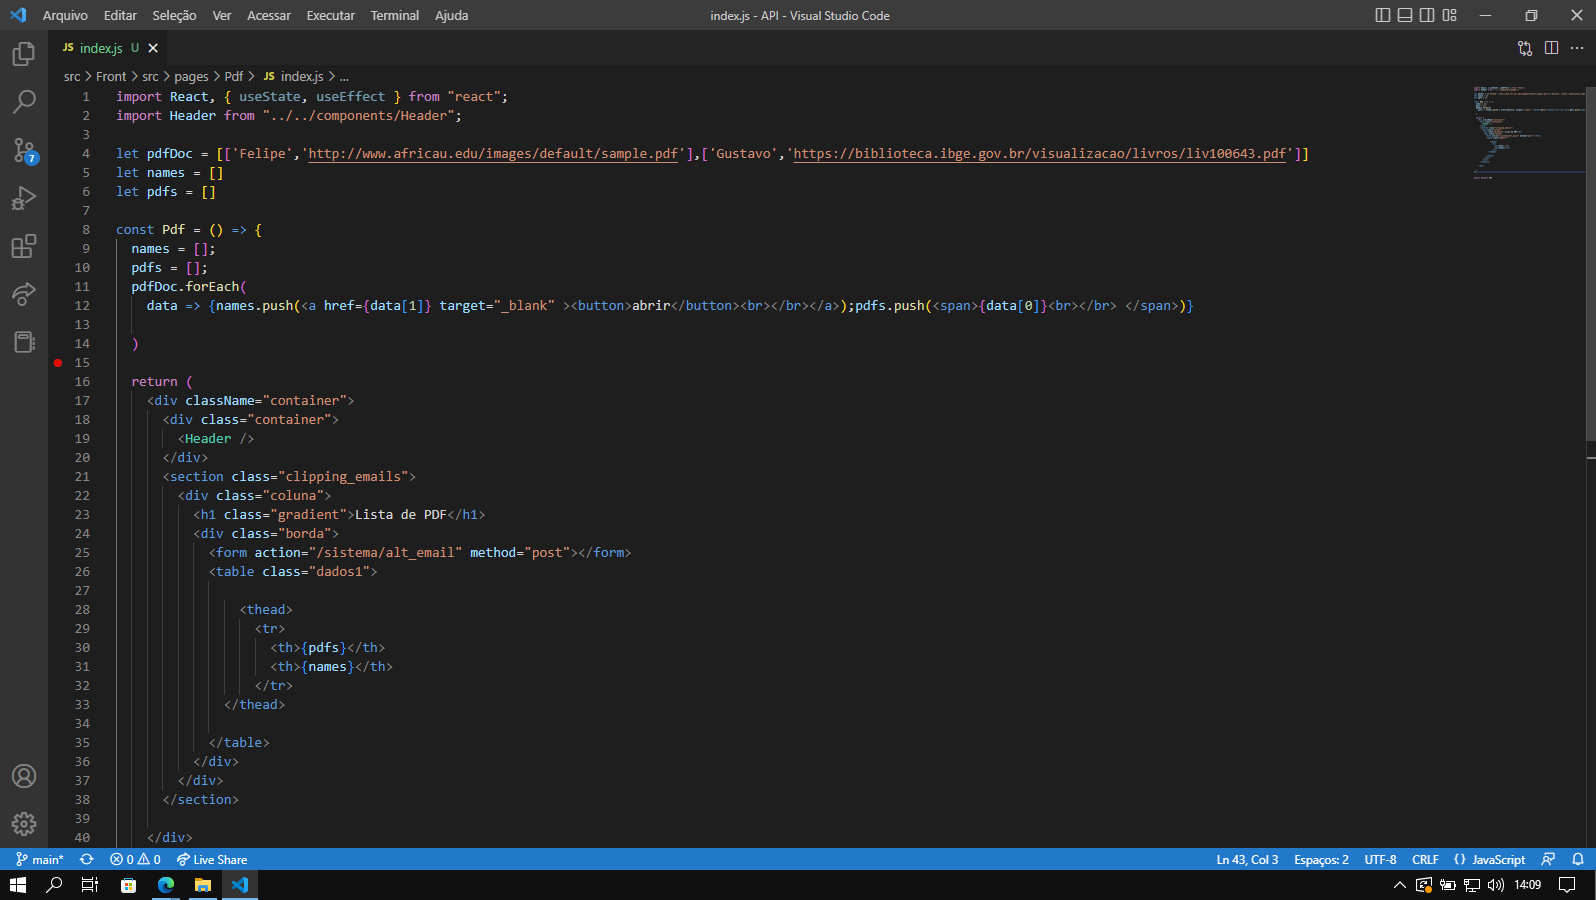 Arquivo Editar Seleção Ver Acessar Executar Terminal Ajuda
index.js - API - Visual Studio Code
JS index.js U
src > Front > src > pages > Pdf > JS index.js > ...
1 import React, { useState, useEffect } from "react";
2 import Header from "../../components/Header";
3
4 let pdfDoc = [['Felipe','http://www.africau.edu/images/default/sample.pdf'],['Gustavo','https://biblioteca.ibge.gov.br/visualizacao/livros/liv100643.pdf']]
5 let names = []
6 let pdfs = []
7
8 const Pdf = () => {
9 names = [];
10 pdfs = [];
11 pdfDoc.forEach(
12 data => {names.push(<a href={data[1]} target="_blank" ><button>abrir</button><br></br></a>);pdfs.push(<span>{data[0]}<br></br> </span>)}
13
14 )
15
16 return (
17 <div className="container">
18 <div class="container">
19 <Header />
20 </div>
21 <section class="clipping_emails">
22 <div class="coluna">
23 <h1 class="gradient">Lista de PDF</h1>
24 <div class="borda">
25 <form action="/sistema/alt_email" method="post"></form>
26 <table class="dados1">
27
28 <thead>
29 <tr>
30 <th>{pdfs}</th>
31 <th>{names}</th>
32 </tr>
33 </thead>
34
35 </table>
36 </div>
37 </div>
38 </section>
39
40 </div>
7
main* 0 0 Live Share
Ln 43, Col 3 Espaços: 2 UTF-8 CRLF {} JavaScript
14:09